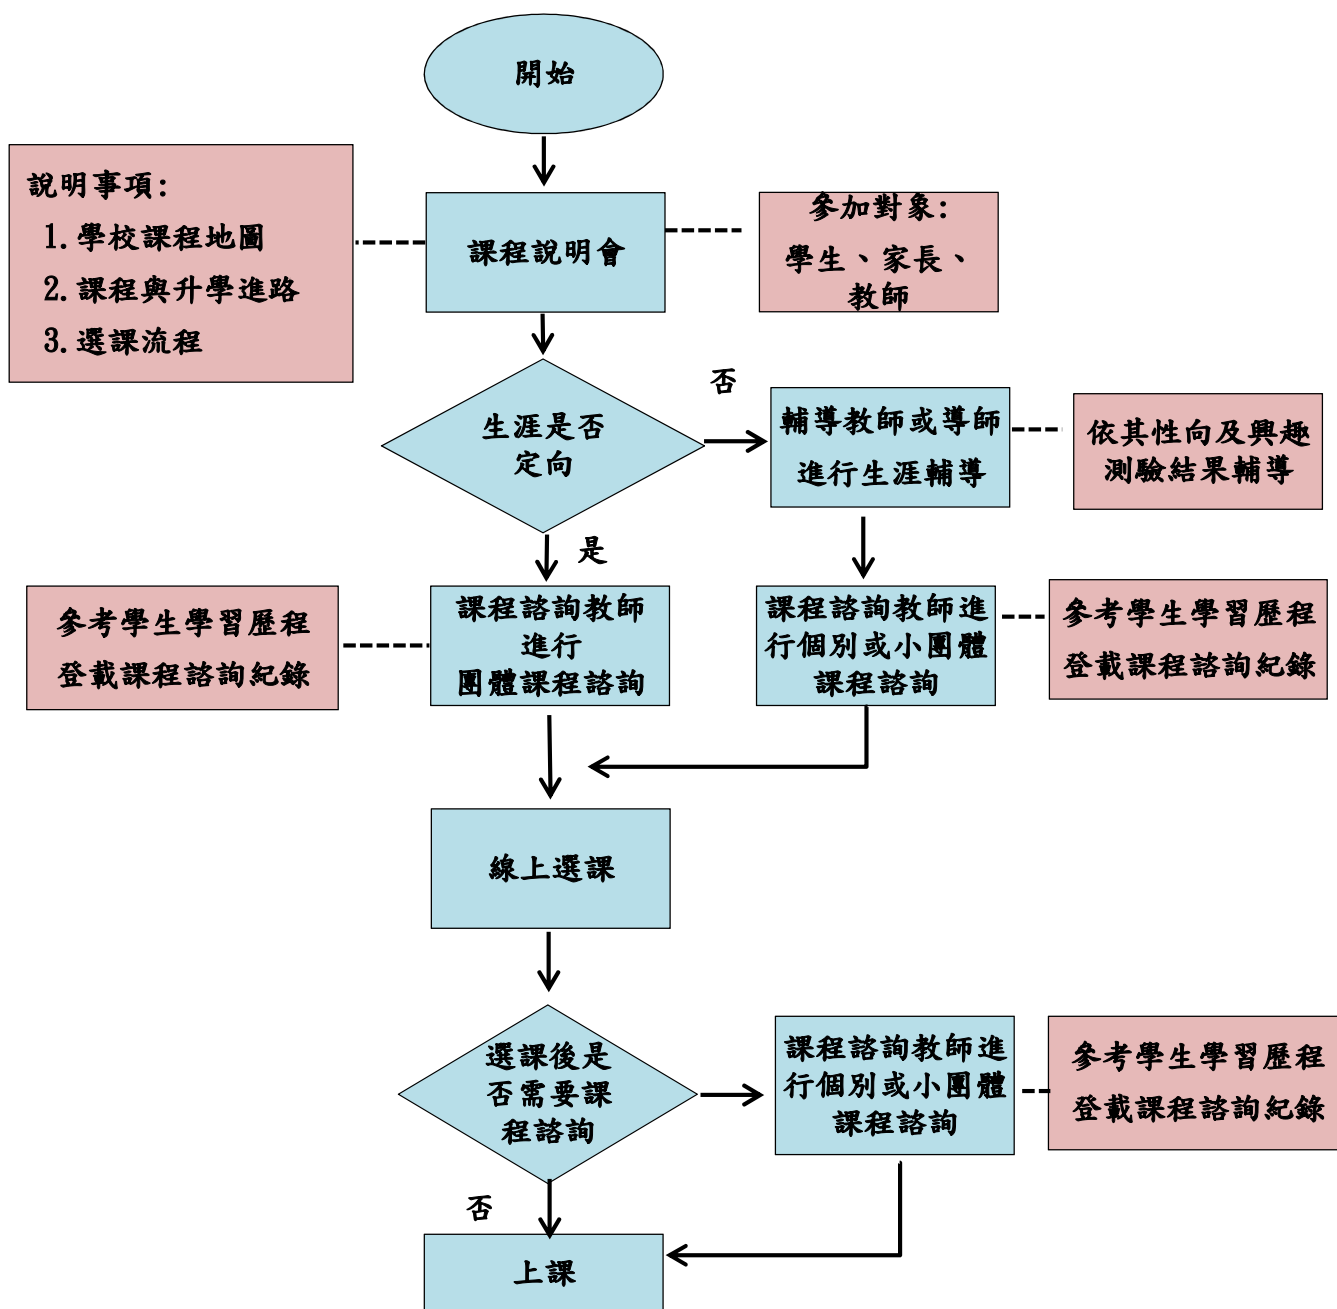 開始
說明事項:
1.學校課程地圖
2.課程與升學進路
3.選課流程
課程說明會
參加對象:
學生、家長、
教師
生涯是否
定向
否
輔導教師或導師
進行生涯輔導
依其性向及興趣
測驗結果輔導
是
參考學生學習歷程
登載課程諮詢紀錄
課程諮詢教師
進行
團體課程諮詢
課程諮詢教師進
行個別或小團體
課程諮詢
參考學生學習歷程
登載課程諮詢紀錄
線上選課
選課後是
否需要課
程諮詢
課程諮詢教師進
行個別或小團體
課程諮詢
參考學生學習歷程
登載課程諮詢紀錄
否
上課